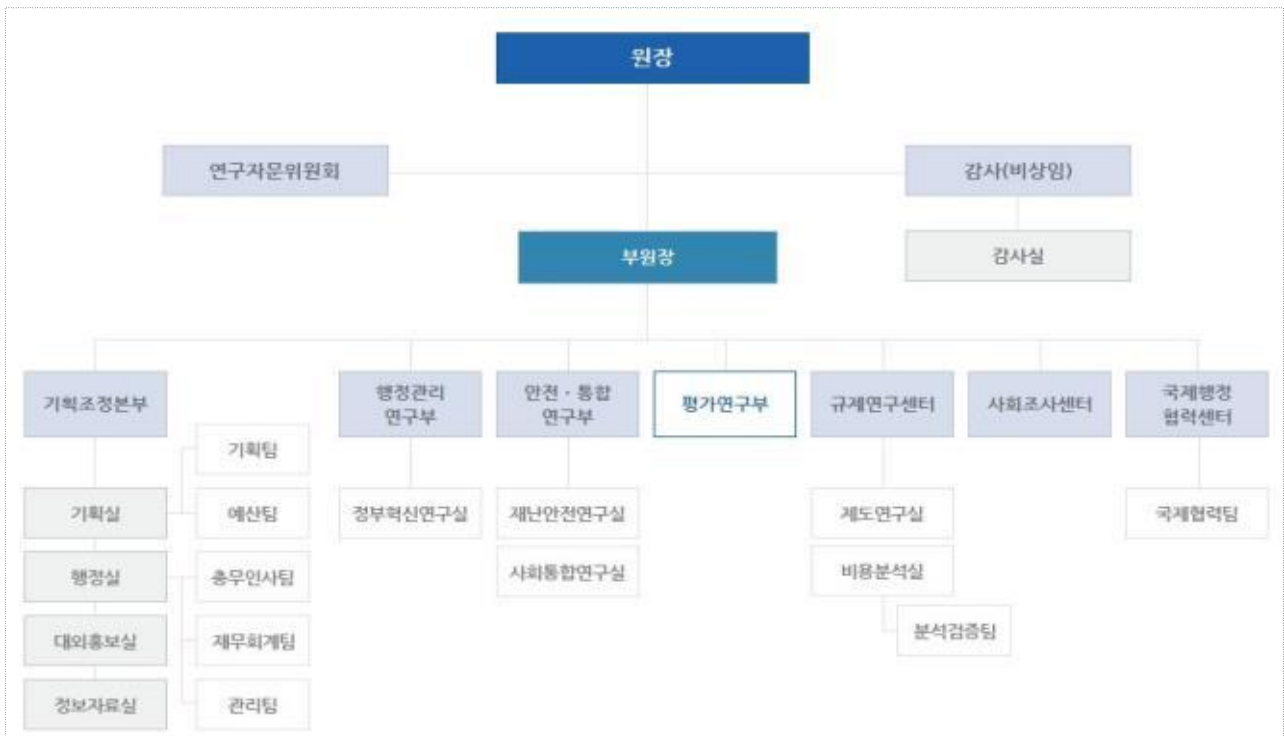 원장
연구자문위원회
감사(비상임)
부원장
감사실
기획조정본부
행정관리
연구부
안전 · 통합
연구부
평가연구부
규제연구센터
사회조사센터
국제행정
협력센터
기획팀
기획실
예산팀
정부혁신연구실
재난안전연구실
제도연구실
국제협력팀
행정실
총무인사팀
사회통합연구실
비용분석실
대외홍보실
재무회계팀
분석검증팀
정보자료실
관리팀